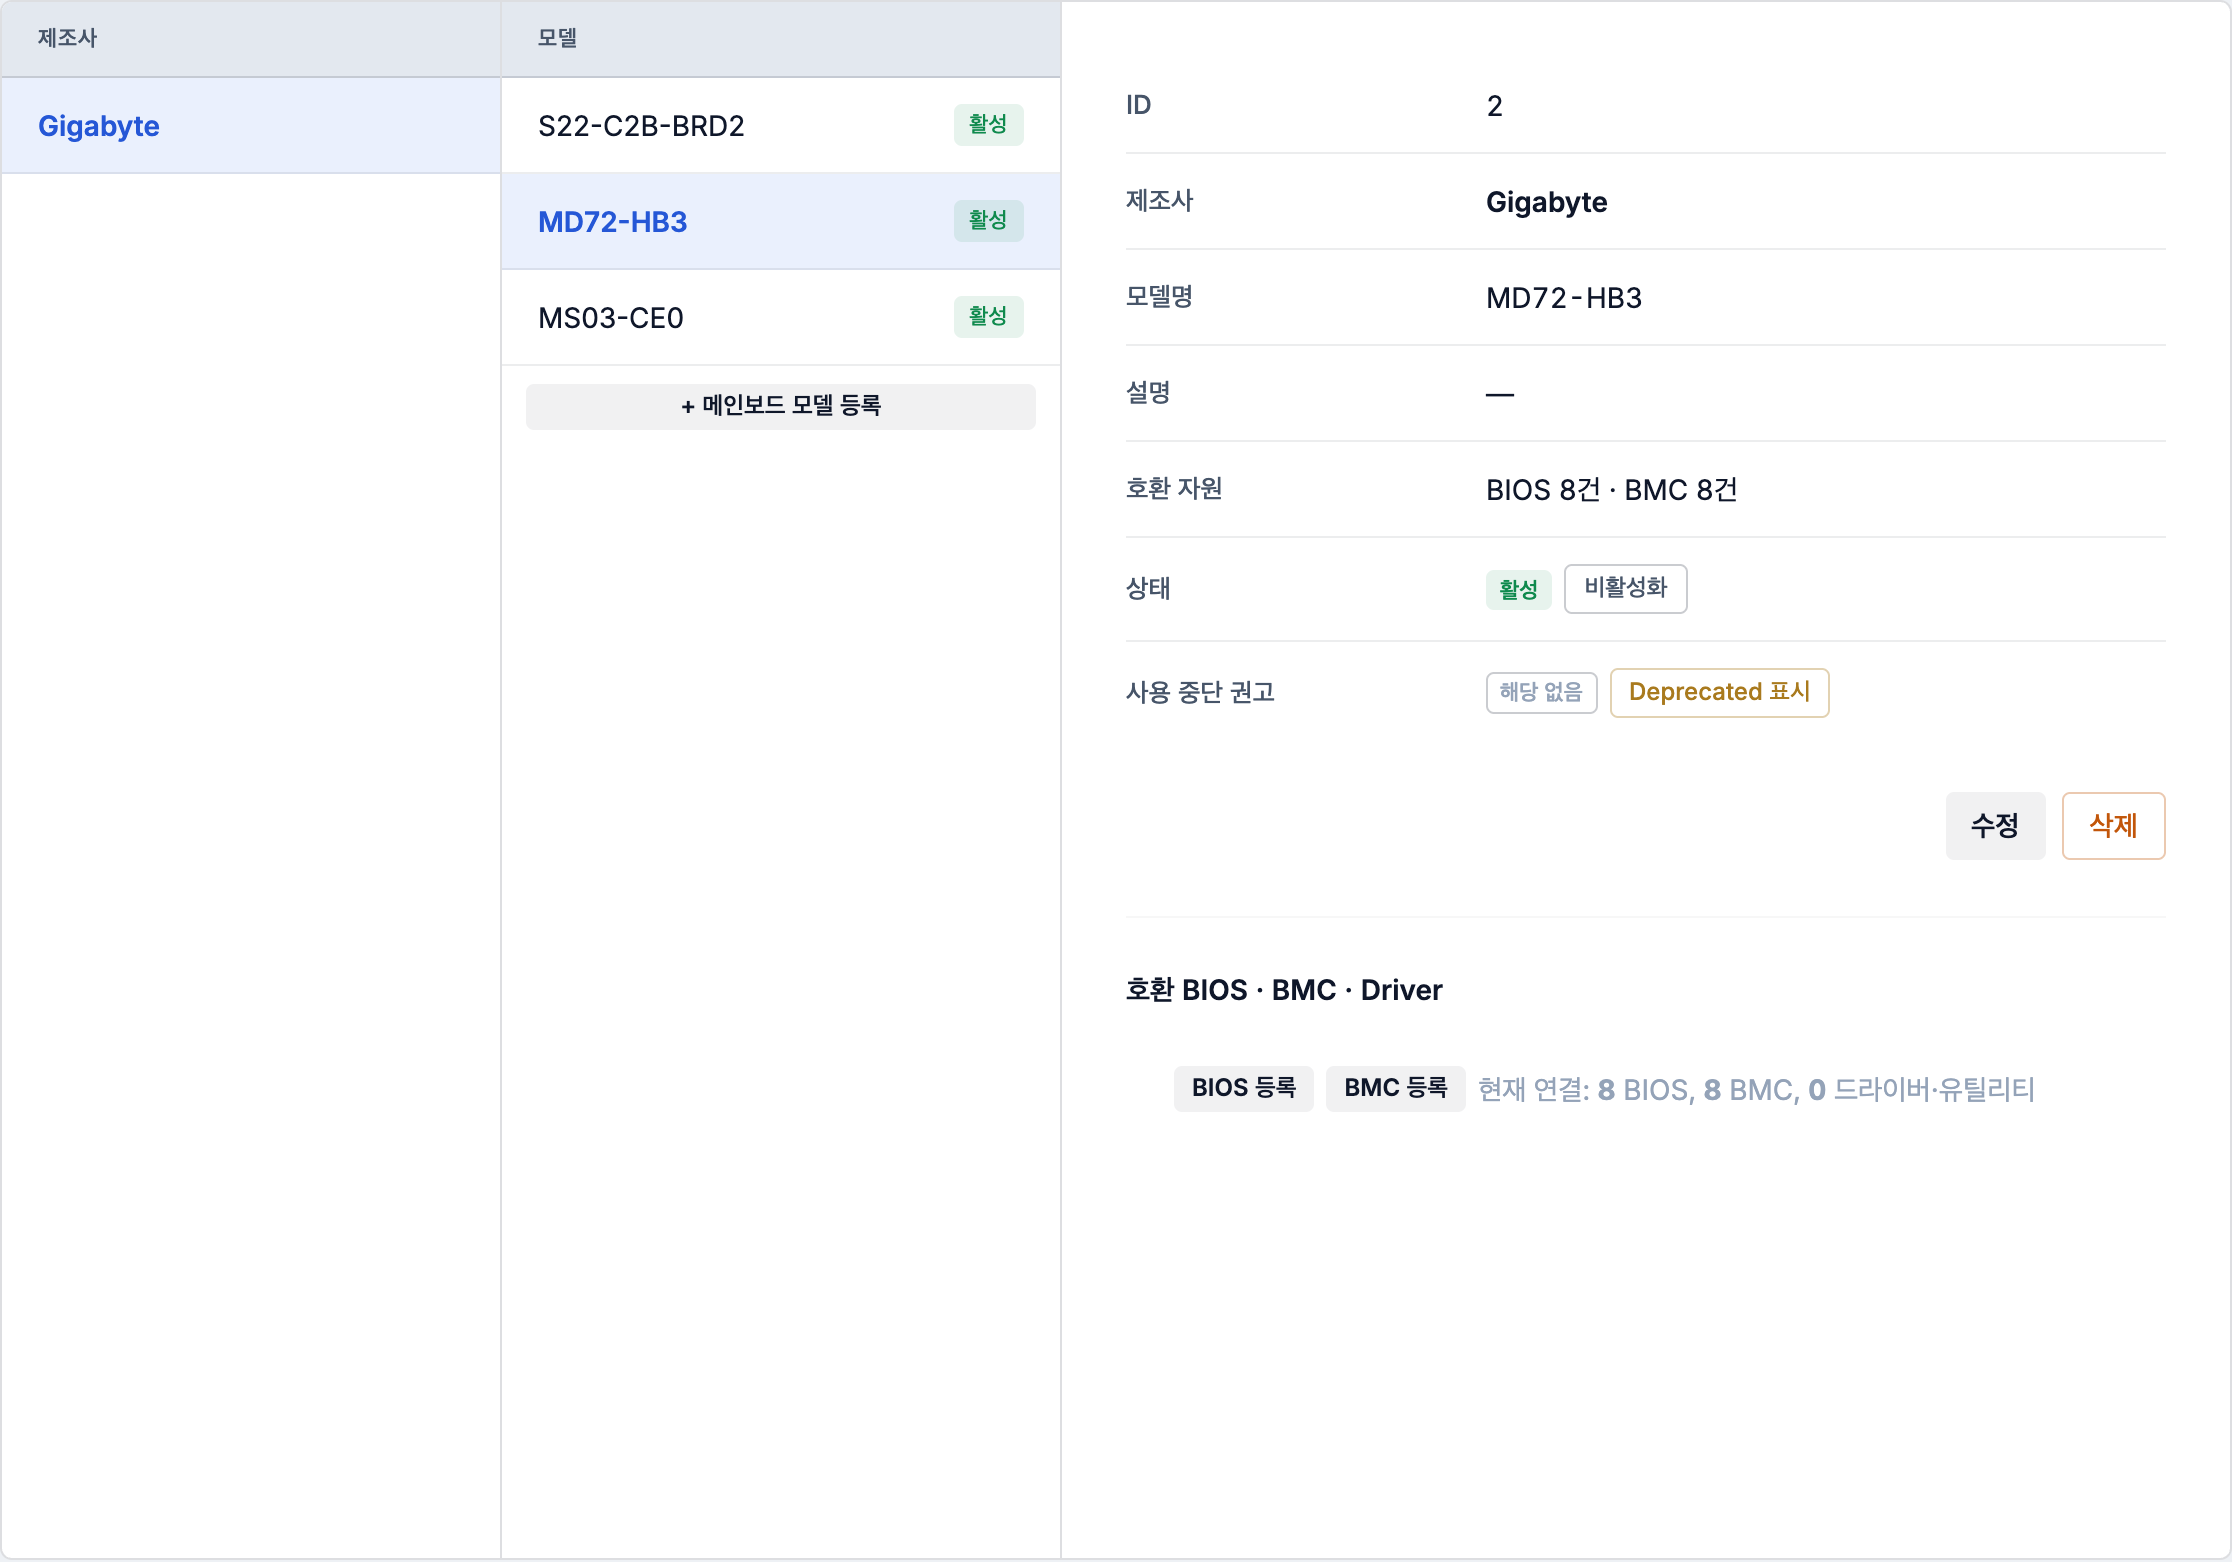 제조사
Gigabyte
모델
S22-C2B-BRD2 활성
MD72-HB3 활성
MS03-CE0 활성
+ 메인보드 모델 등록
ID 2
제조사 Gigabyte
모델명 MD72-HB3
설명 —
호환 자원 BIOS 8건 · BMC 8건
상태 활성 비활성화
사용 중단 권고 해당 없음 Deprecated 표시
수정 삭제
호환 BIOS · BMC · Driver
BIOS 등록 BMC 등록 현재 연결: 8 BIOS, 8 BMC, 0 드라이버·유틸리티